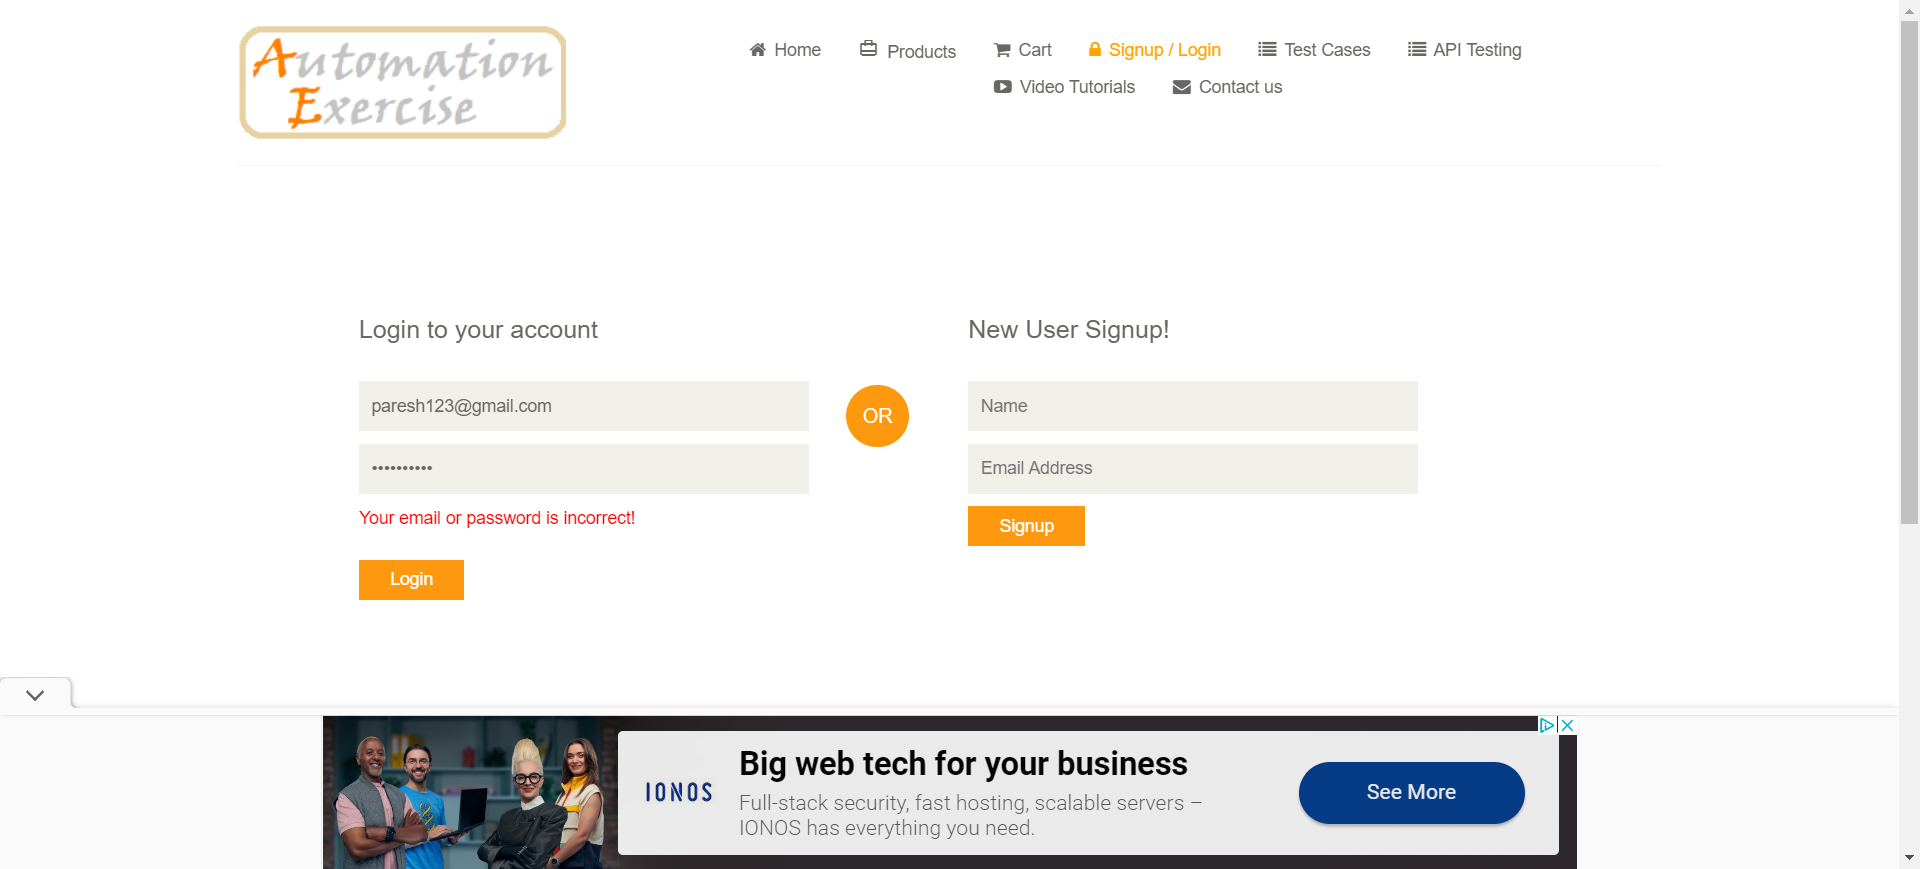 Automation
Exercise
Home
Products
Cart
Signup / Login
Test Cases
API Testing
Video Tutorials
Contact us
Login to your account
paresh123@gmail.com
••••••••••
Your email or password is incorrect!
Login
OR
New User Signup!
Name
Email Address
Signup
IONOS
Big web tech for your business
Full-stack security, fast hosting, scalable servers –
IONOS has everything you need.
See More